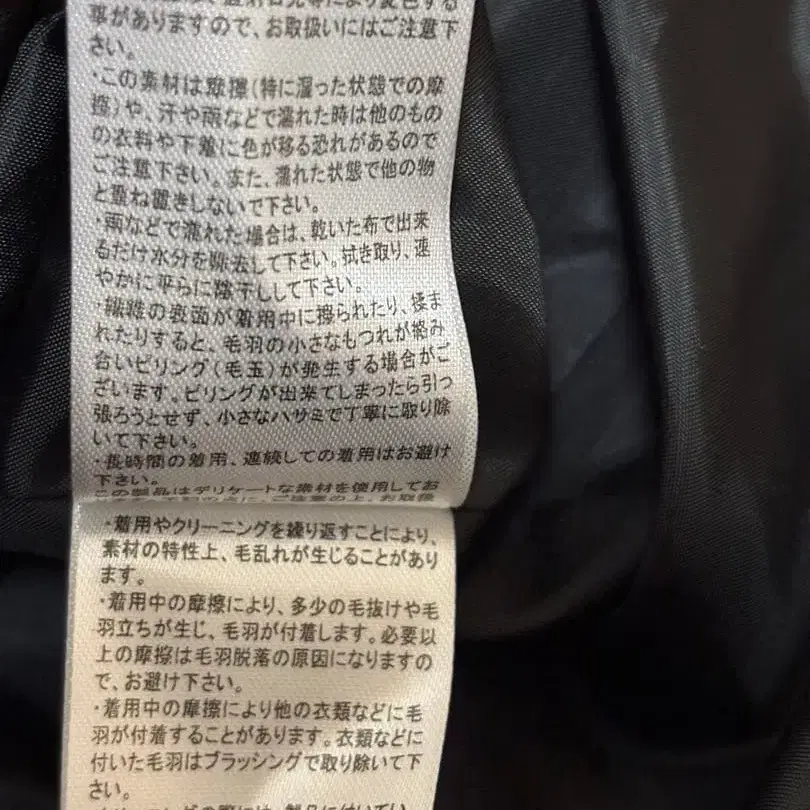 事がありますので、お取扱いにはご注意下
さい。
・この素材は摩擦(特に湿った状態での摩
擦)や、汗や雨などで濡れた時は他のもの
の衣料や下着に色が移る恐れがあるので
ご注意下さい。また、濡れた状態で他の物
と重ね置きしないで下さい。
・雨などで濡れた場合は、乾いた布で出来
るだけ水分を除去して下さい。拭き取り、速
やかに平らに陰干しして下さい。
・繊維の表面が着用中に擦られたり、揉ま
れたりすると、毛羽の小さなもつれが絡み
合いピリング(毛玉)が発生する場合がご
ざいます。ピリングが出来てしまったら引っ
張ろうとせず、小さなハサミで丁寧に取り除
いて下さい。
・長時間の着用、連続しての着用はお避け
下さい。
この製品はデリケートな素材を使用してお
・着用やクリーニングを繰り返すことにより、
素材の特性上、毛乱れが生じることがあり
ます。
・着用中の摩擦により、多少の毛抜けや毛
羽立ちが生じ、毛羽が付着します。必要以
上の摩擦は毛羽脱落の原因になりますの
で、お避け下さい。
・着用中の摩擦により他の衣類などに毛
羽が付着することがあります。衣類などに
付いた毛羽はブラッシングで取り除いて下
さい。